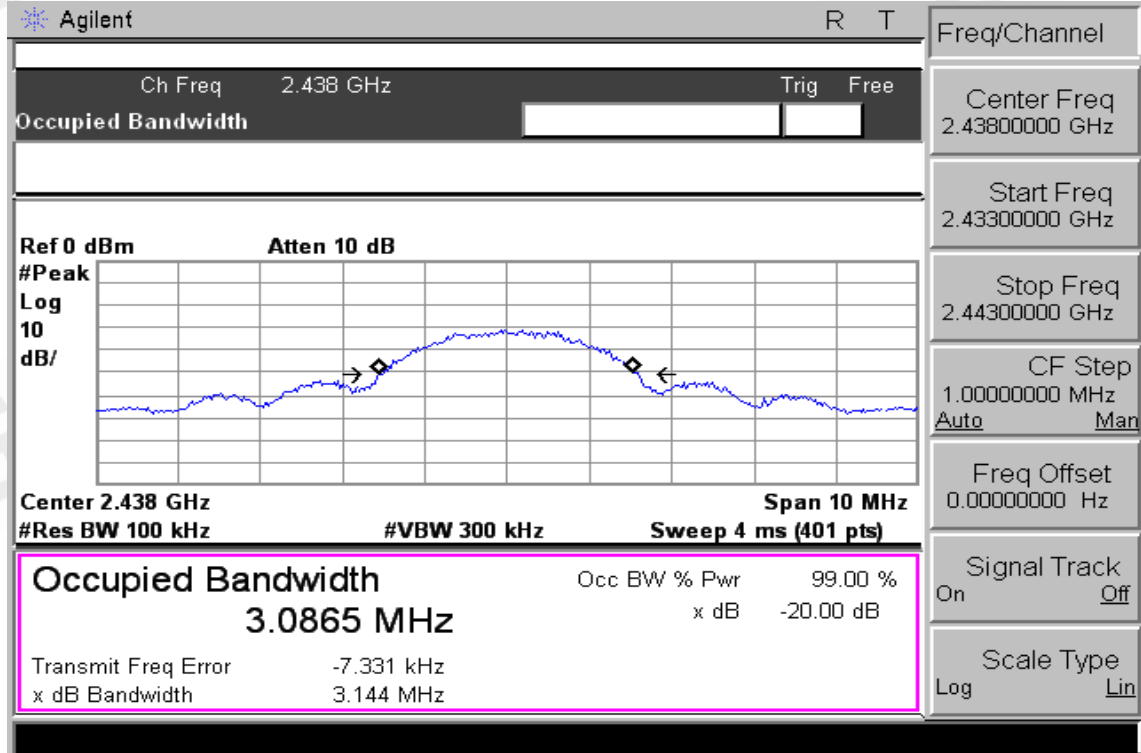 Agilent R T
Ch Freq 2.438 GHz Trig Free
Occupied Bandwidth
Ref 0 dBm Atten 10 dB
#Peak
Log
10
dB/
Center 2.438 GHz Span 10 MHz
#Res BW 100 kHz #VBW 300 kHz Sweep 4 ms (401 pts)
Occupied Bandwidth
3.0865 MHz
Occ BW % Pwr 99.00 %
x dB -20.00 dB
Transmit Freq Error -7.331 kHz
x dB Bandwidth 3.144 MHz
Freq/Channel
Center Freq
2.43800000 GHz
Start Freq
2.43300000 GHz
Stop Freq
2.44300000 GHz
CF Step
1.00000000 MHz
Auto Man
Freq Offset
0.00000000 Hz
Signal Track
On Off
Scale Type
Log Lin